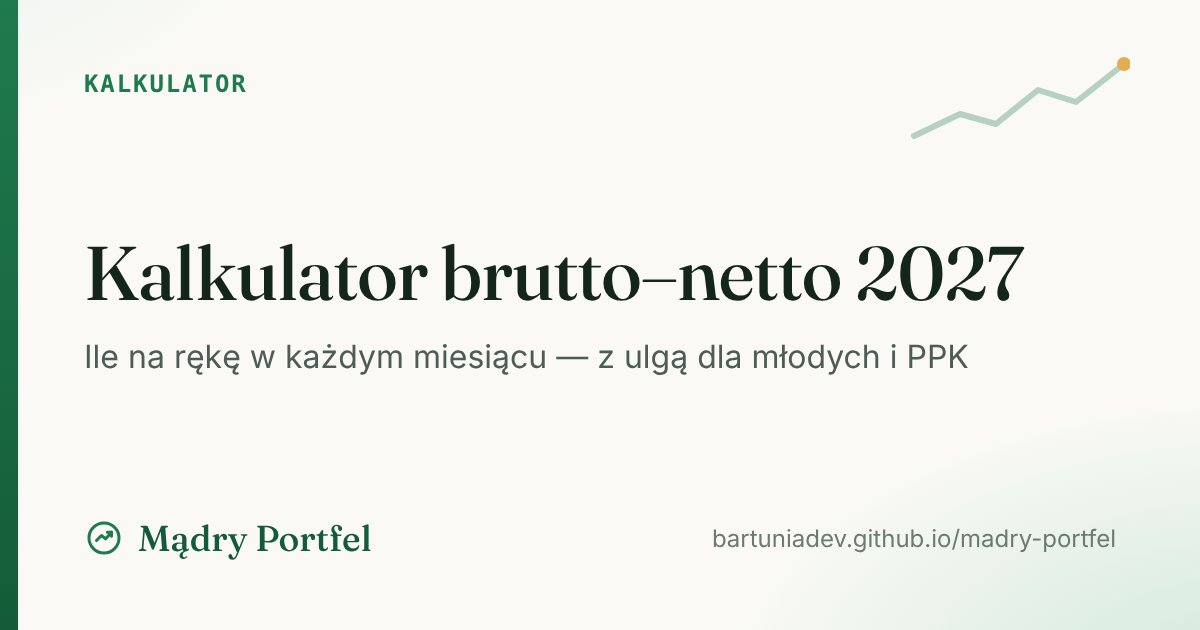 KALKULATOR
Kalkulator brutto–netto 2027
Ile na rękę w każdym miesiącu — z ulgą dla młodych i PPK
Mądry Portfel
bartuniadev.github.io/madry-portfel